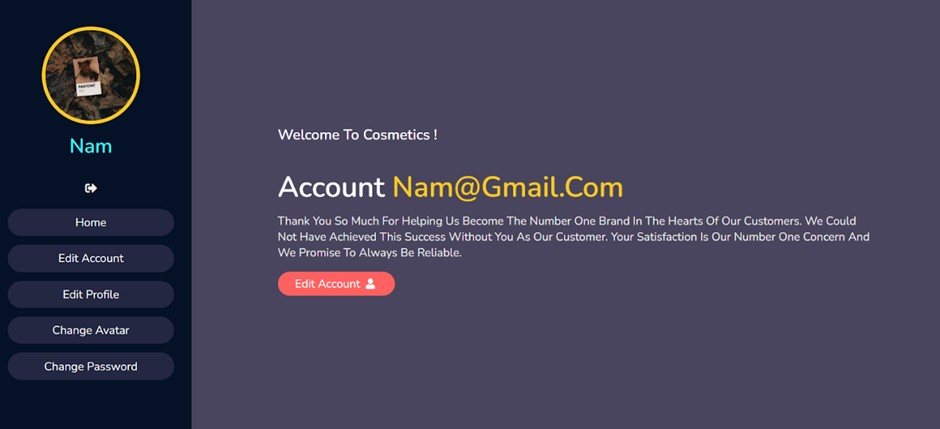 PANTONE
Nam
Home
Edit Account
Edit Profile
Change Avatar
Change Password
Welcome To Cosmetics !
Account Nam@Gmail.Com
Thank You So Much For Helping Us Become The Number One Brand In The Hearts Of Our Customers. We Could
Not Have Achieved This Success Without You As Our Customer. Your Satisfaction Is Our Number One Concern And
We Promise To Always Be Reliable.
Edit Account